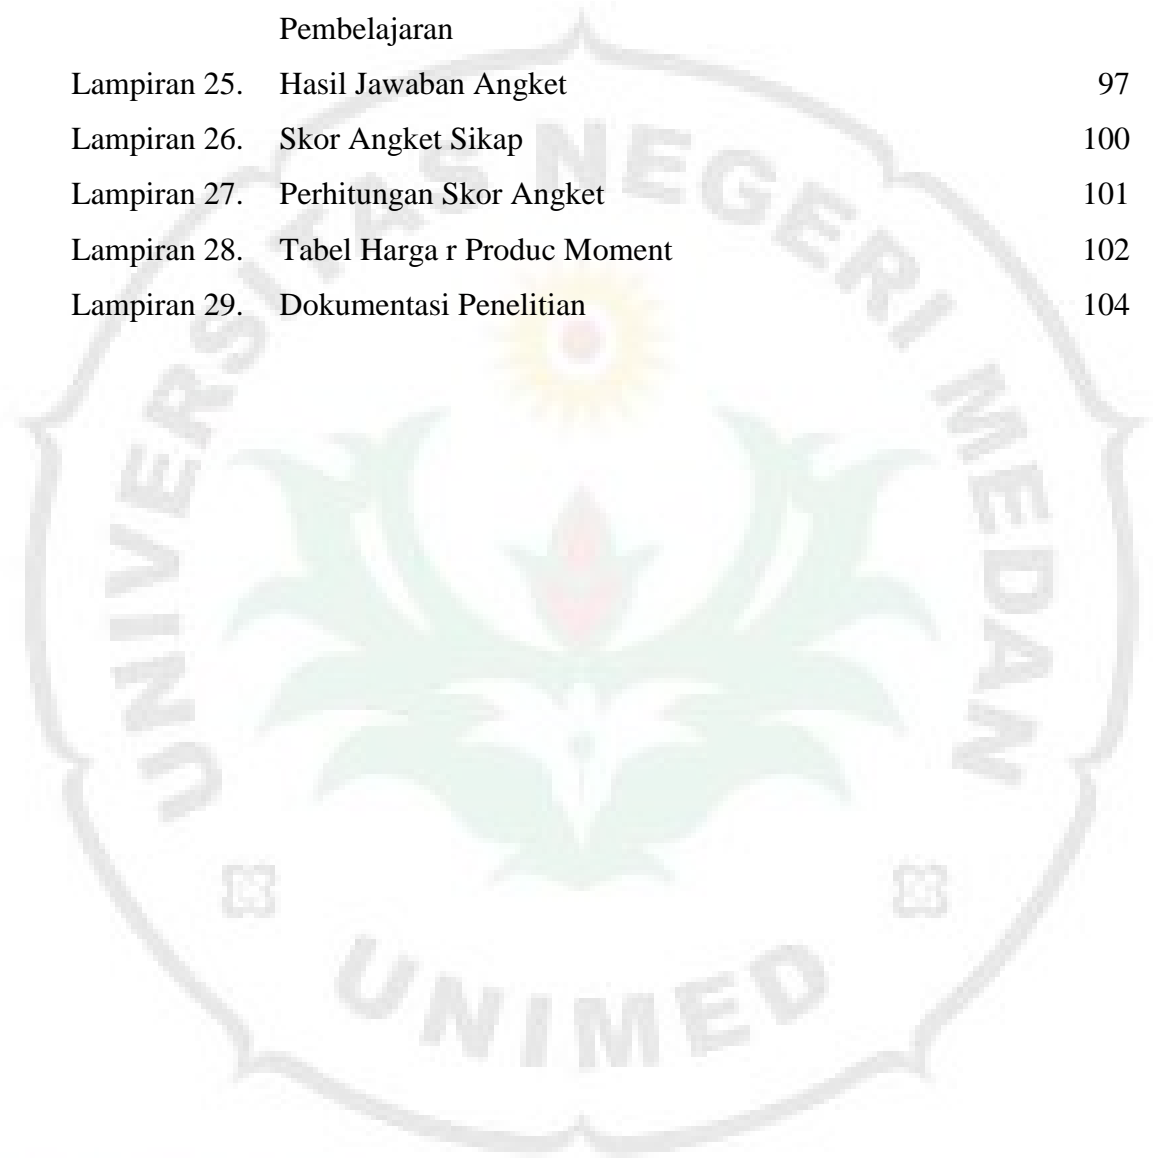 Pembelajaran
Lampiran 25. Hasil Jawaban Angket 97
Lampiran 26. Skor Angket Sikap 100
Lampiran 27. Perhitungan Skor Angket 101
Lampiran 28. Tabel Harga r Produc Moment 102
Lampiran 29. Dokumentasi Penelitian 104
UNIVERSITAS NEGERI MEDAN
UNIMED